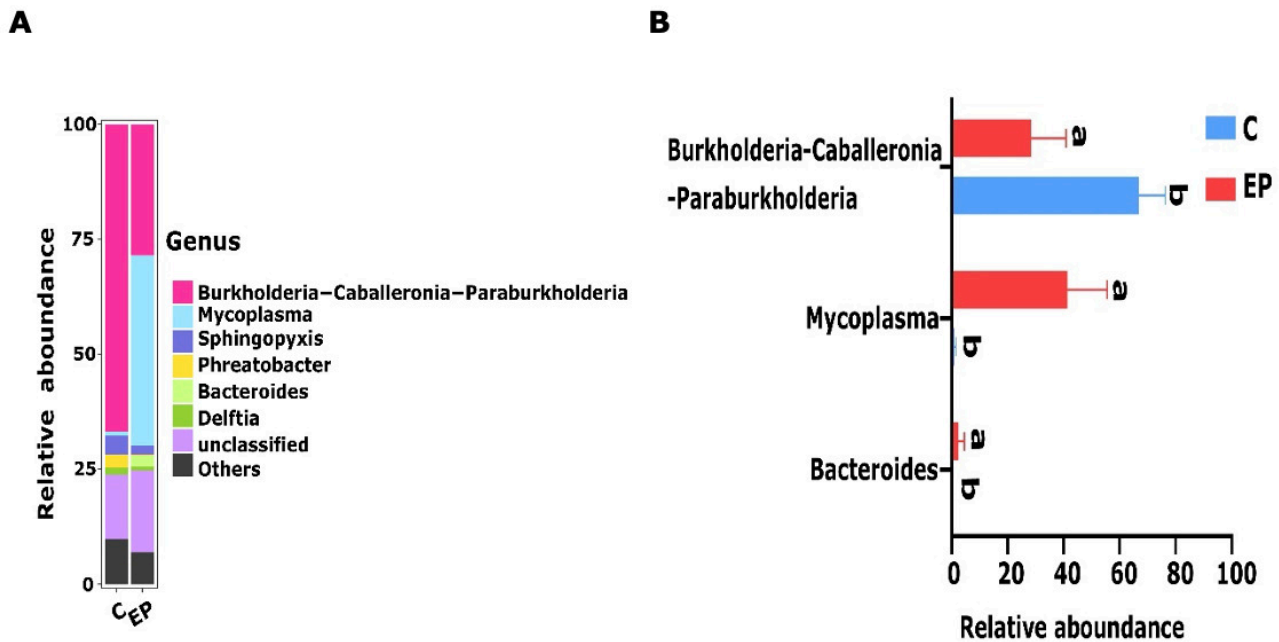 A
100
75
50
25
0
Relative aboundance
C
EP
Genus
Burkholderia−Caballeronia−Paraburkholderia
Mycoplasma
Sphingopyxis
Phreatobacter
Bacteroides
Delftia
unclassified
Others
B
Burkholderia-Caballeronia
-Paraburkholderia
Mycoplasma
Bacteroides
a
b
a
b
a
b
C
EP
0 20 40 60 80 100
Relative aboundance